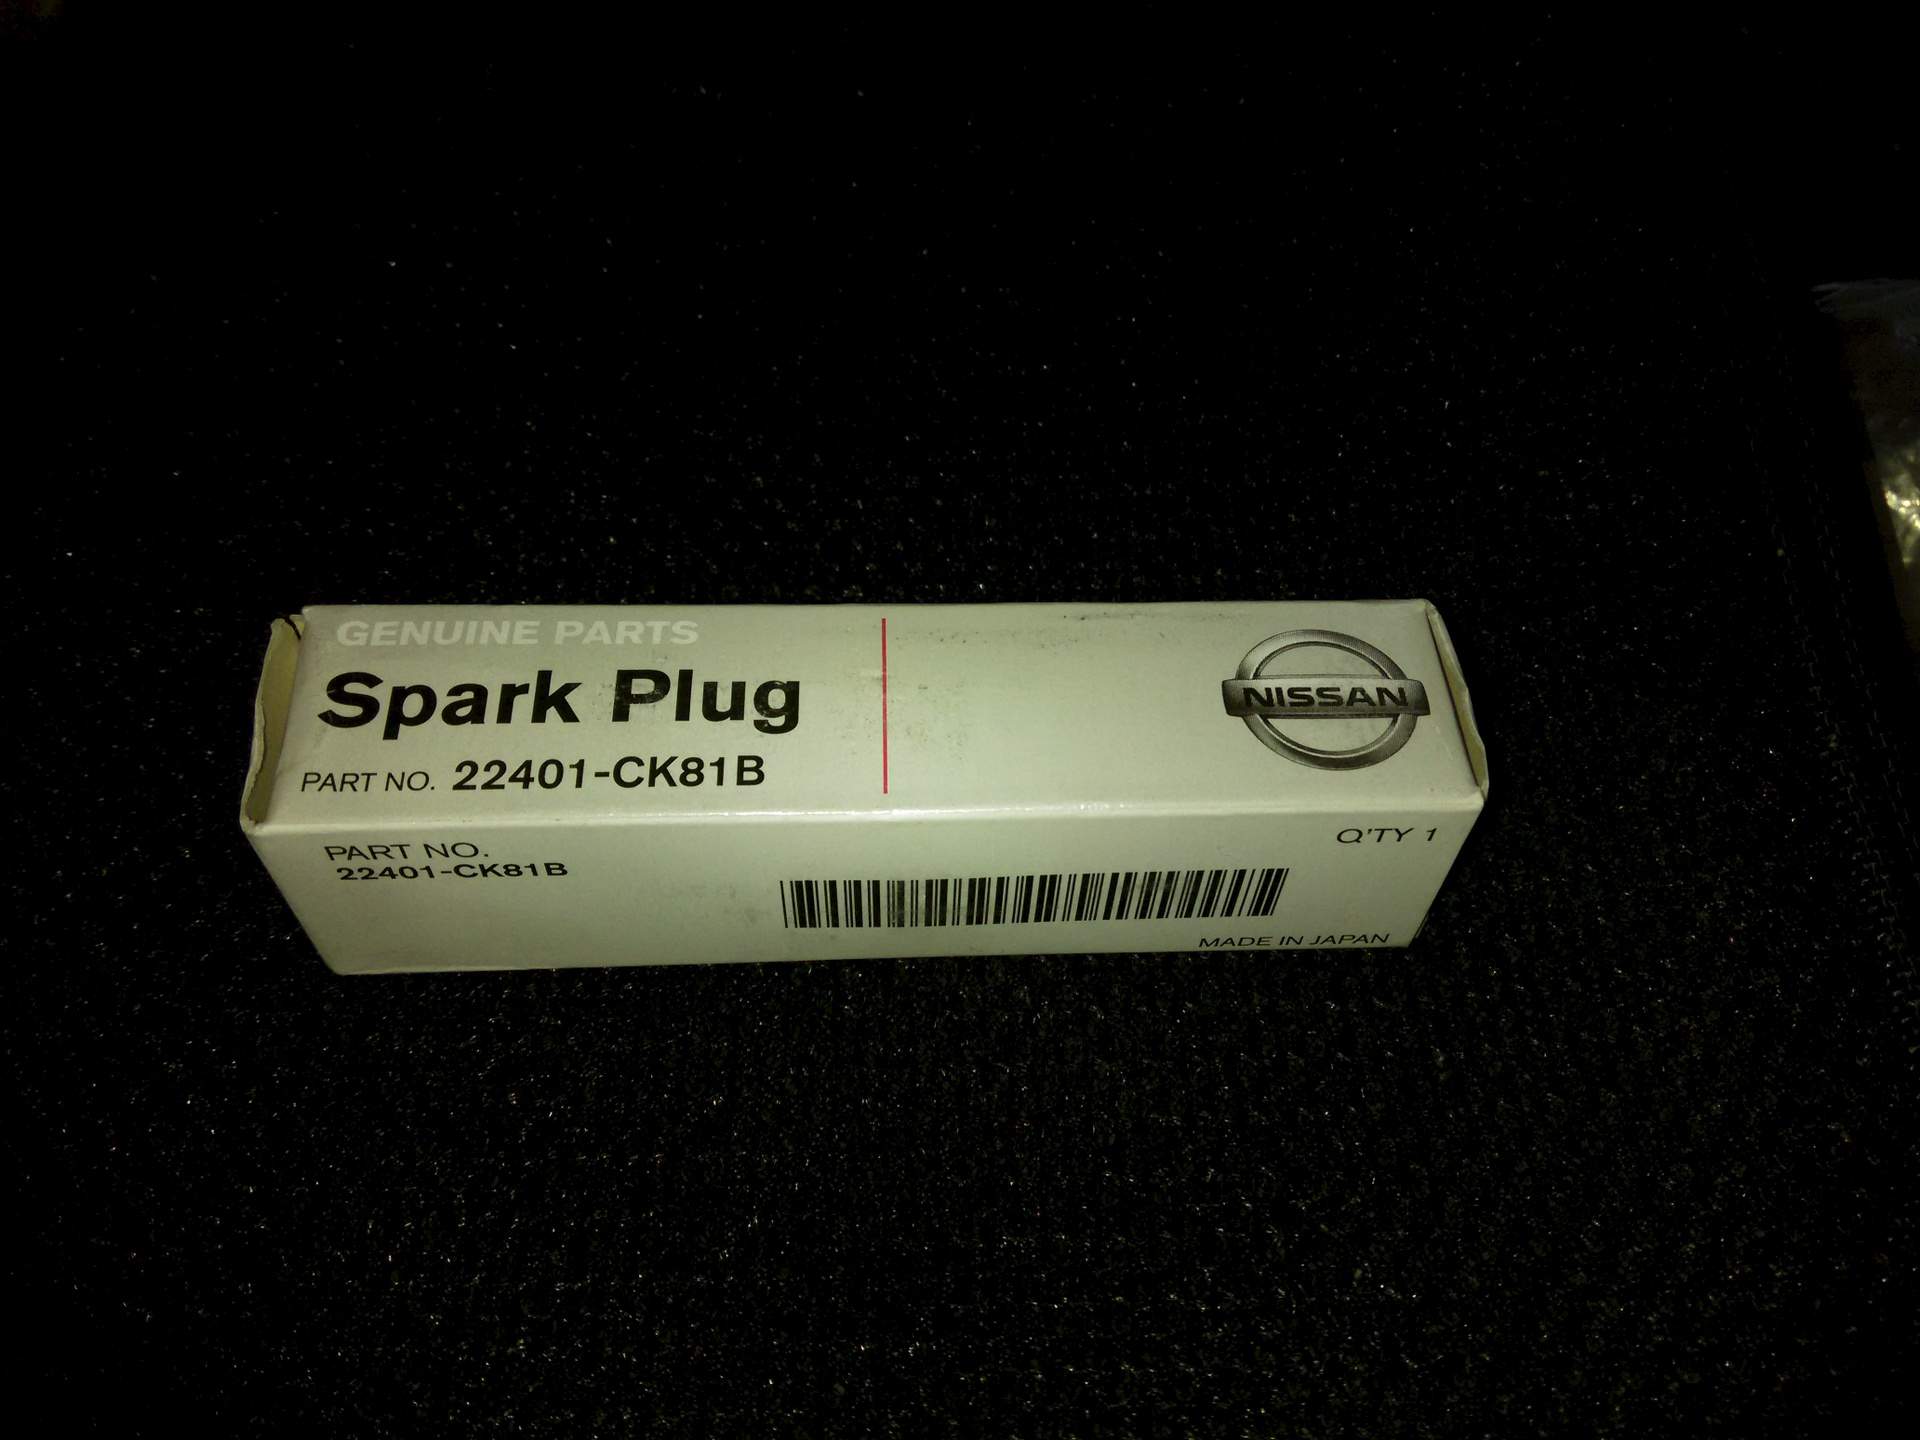 GENUINE PARTS
Spark Plug
PART NO. 22401-CK81B
NISSAN
PART NO.
22401-CK81B
Q'TY 1
MADE IN JAPAN